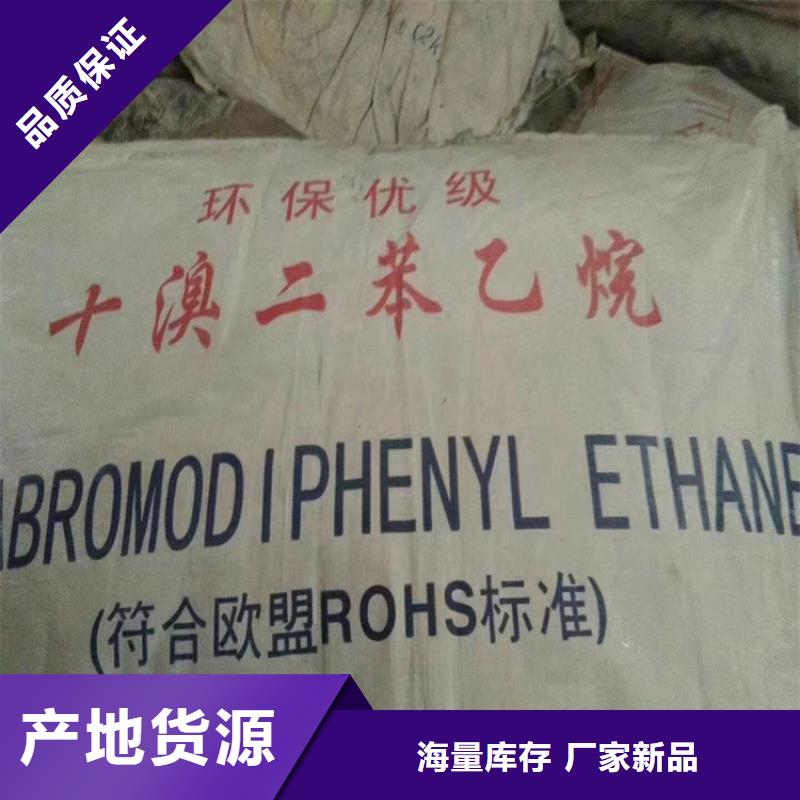 品质保证
环保优级
十溴二苯乙烷
ABROMODIPHENYL ETHANE
(符合欧盟ROHS标准)
产地货源
海量库存 厂家新品